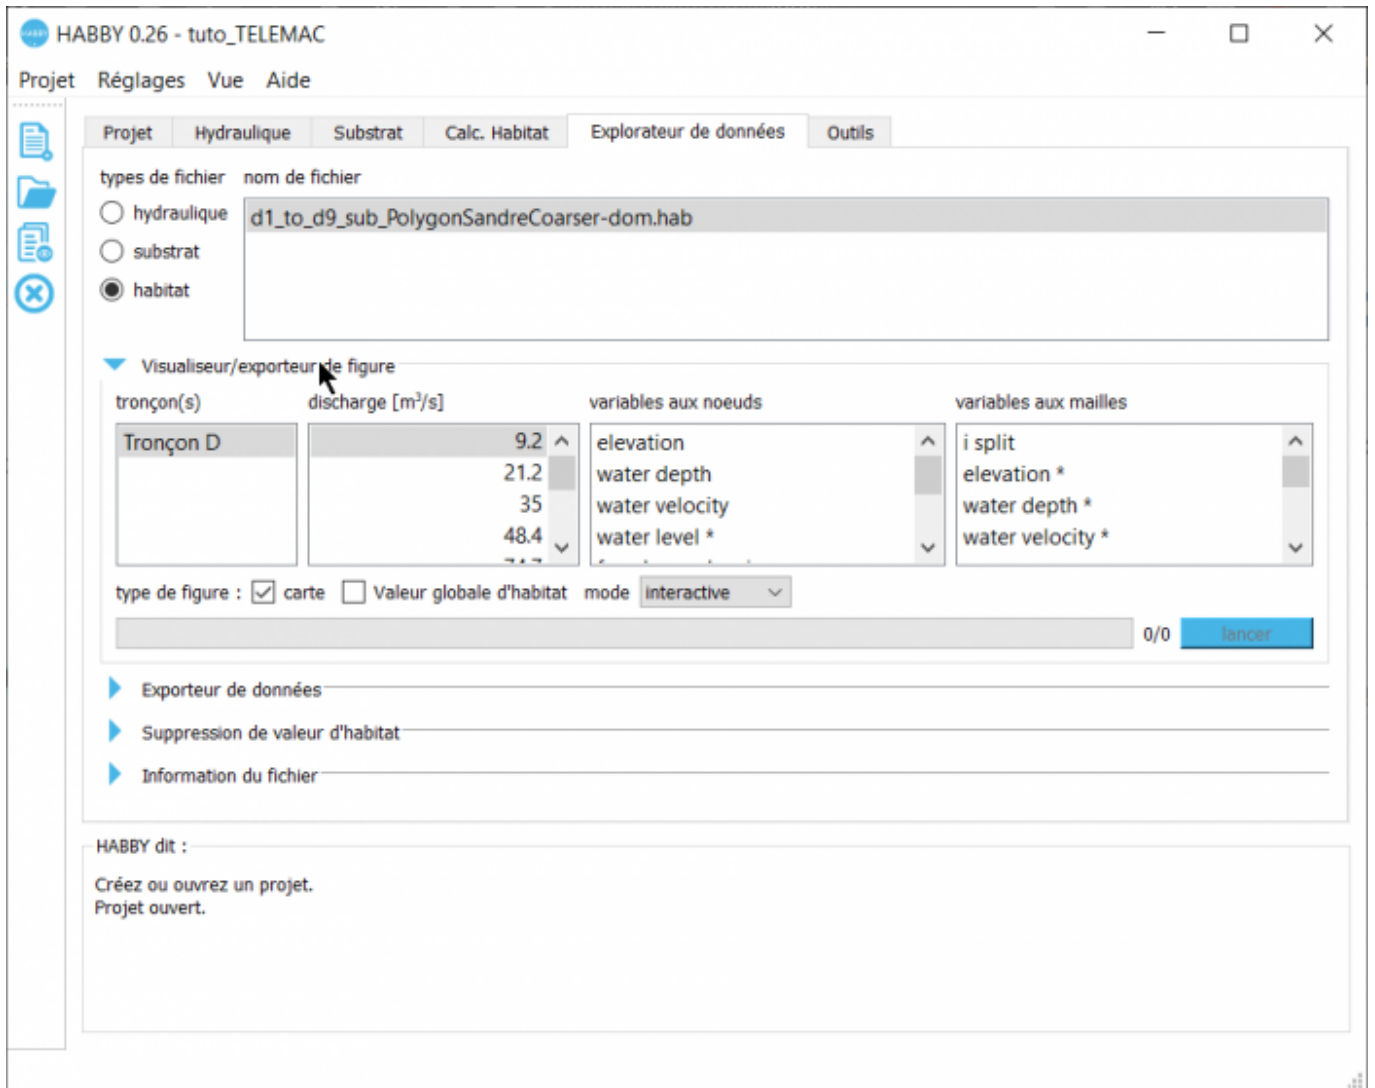 HABBY 0.26 - tuto_TELEMAC
Projet Réglages Vue Aide
Projet Hydraulique Substrat Calc. Habitat Explorateur de données Outils
types de fichier nom de fichier
hydraulique
d1_to_d9_sub_PolygonSandreCoarser-dom.hab
substrat
habitat
Visualiseur/exporteur de figure
tronçon(s) discharge [m³/s] variables aux noeuds variables aux mailles
Tronçon D 9.2 elevation i split
21.2 water depth elevation *
35 water velocity water depth *
48.4 water level * water velocity *
type de figure : carte Valeur globale d'habitat mode interactive
0/0 lancer
Exporteur de données
Suppression de valeur d'habitat
Information du fichier
HABBY dit :
Créez ou ouvrez un projet.
Projet ouvert.